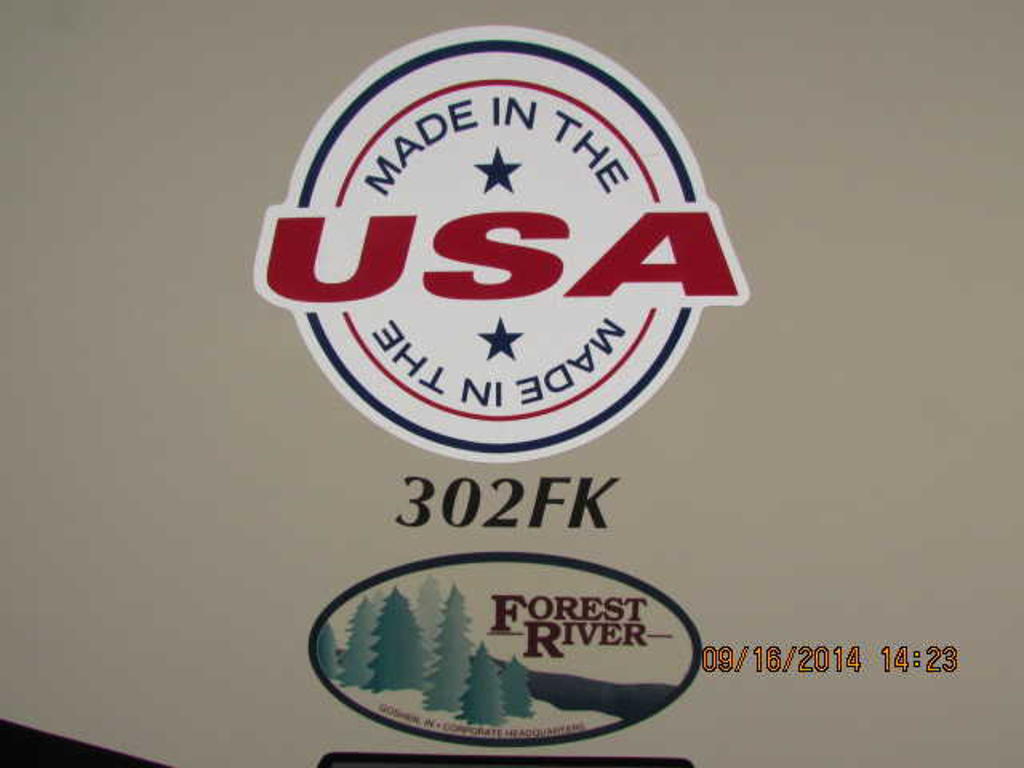 MADE IN THE
USA
MADE IN THE
302FK
FOREST
RIVER
GOSHEN, IN • CORPORATE HEADQUARTERS
09/16/2014 14:23